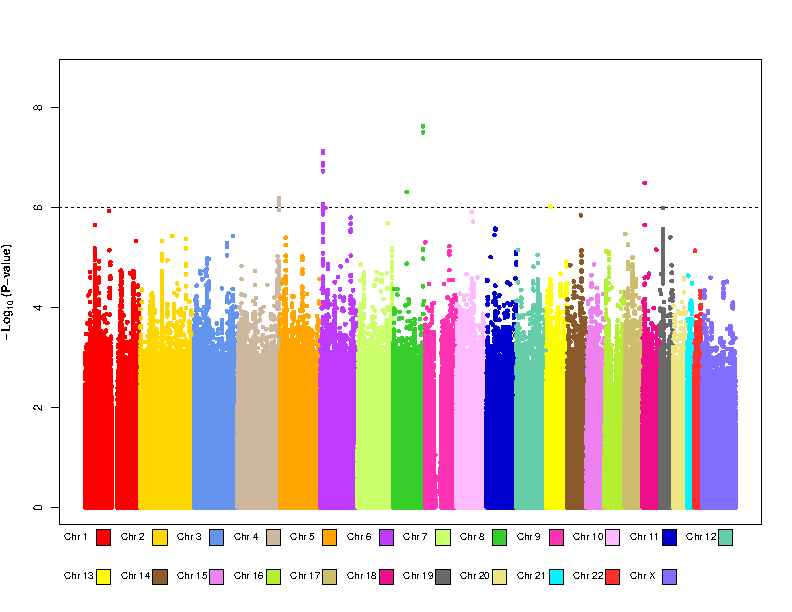 8
6
4
2
0
−Log10 (P−value)
Chr 1 Chr 2 Chr 3 Chr 4 Chr 5 Chr 6 Chr 7 Chr 8 Chr 9 Chr 10 Chr 11 Chr 12
Chr 13 Chr 14 Chr 15 Chr 16 Chr 17 Chr 18 Chr 19 Chr 20 Chr 21 Chr 22 Chr X